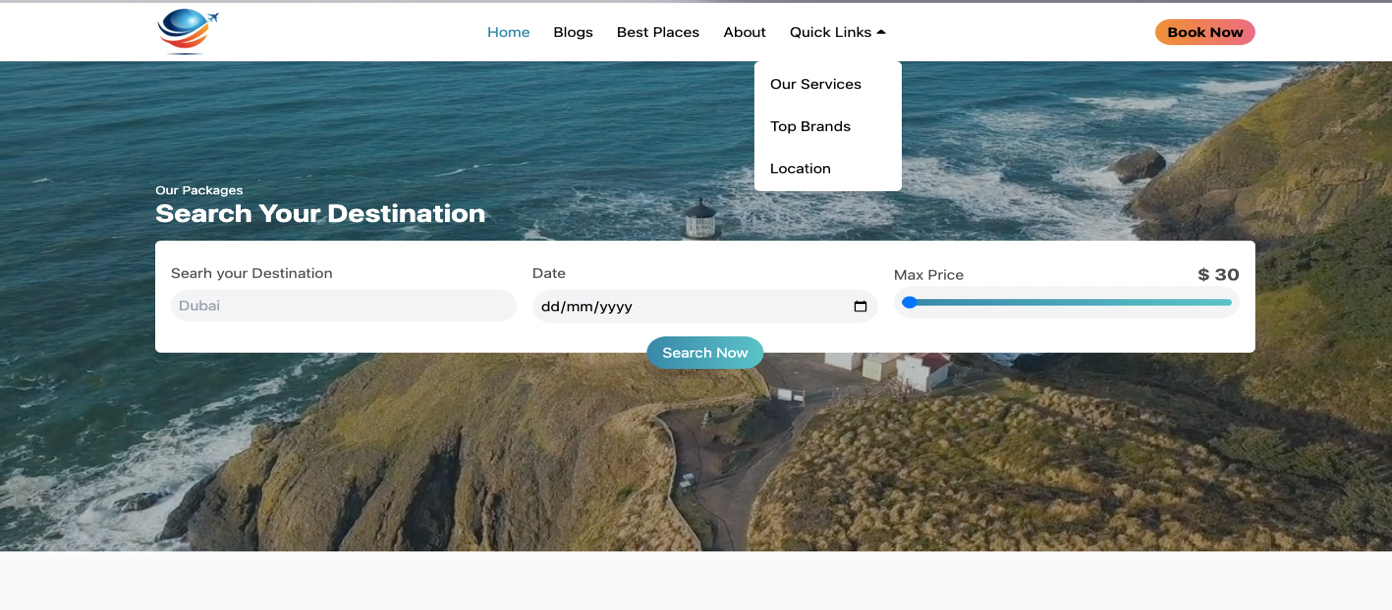 Home Blogs Best Places About Quick Links Book Now
Our Services
Top Brands
Location
Our Packages
Search Your Destination
Searh your Destination Date Max Price $ 30
Dubai dd/mm/yyyy
Search Now